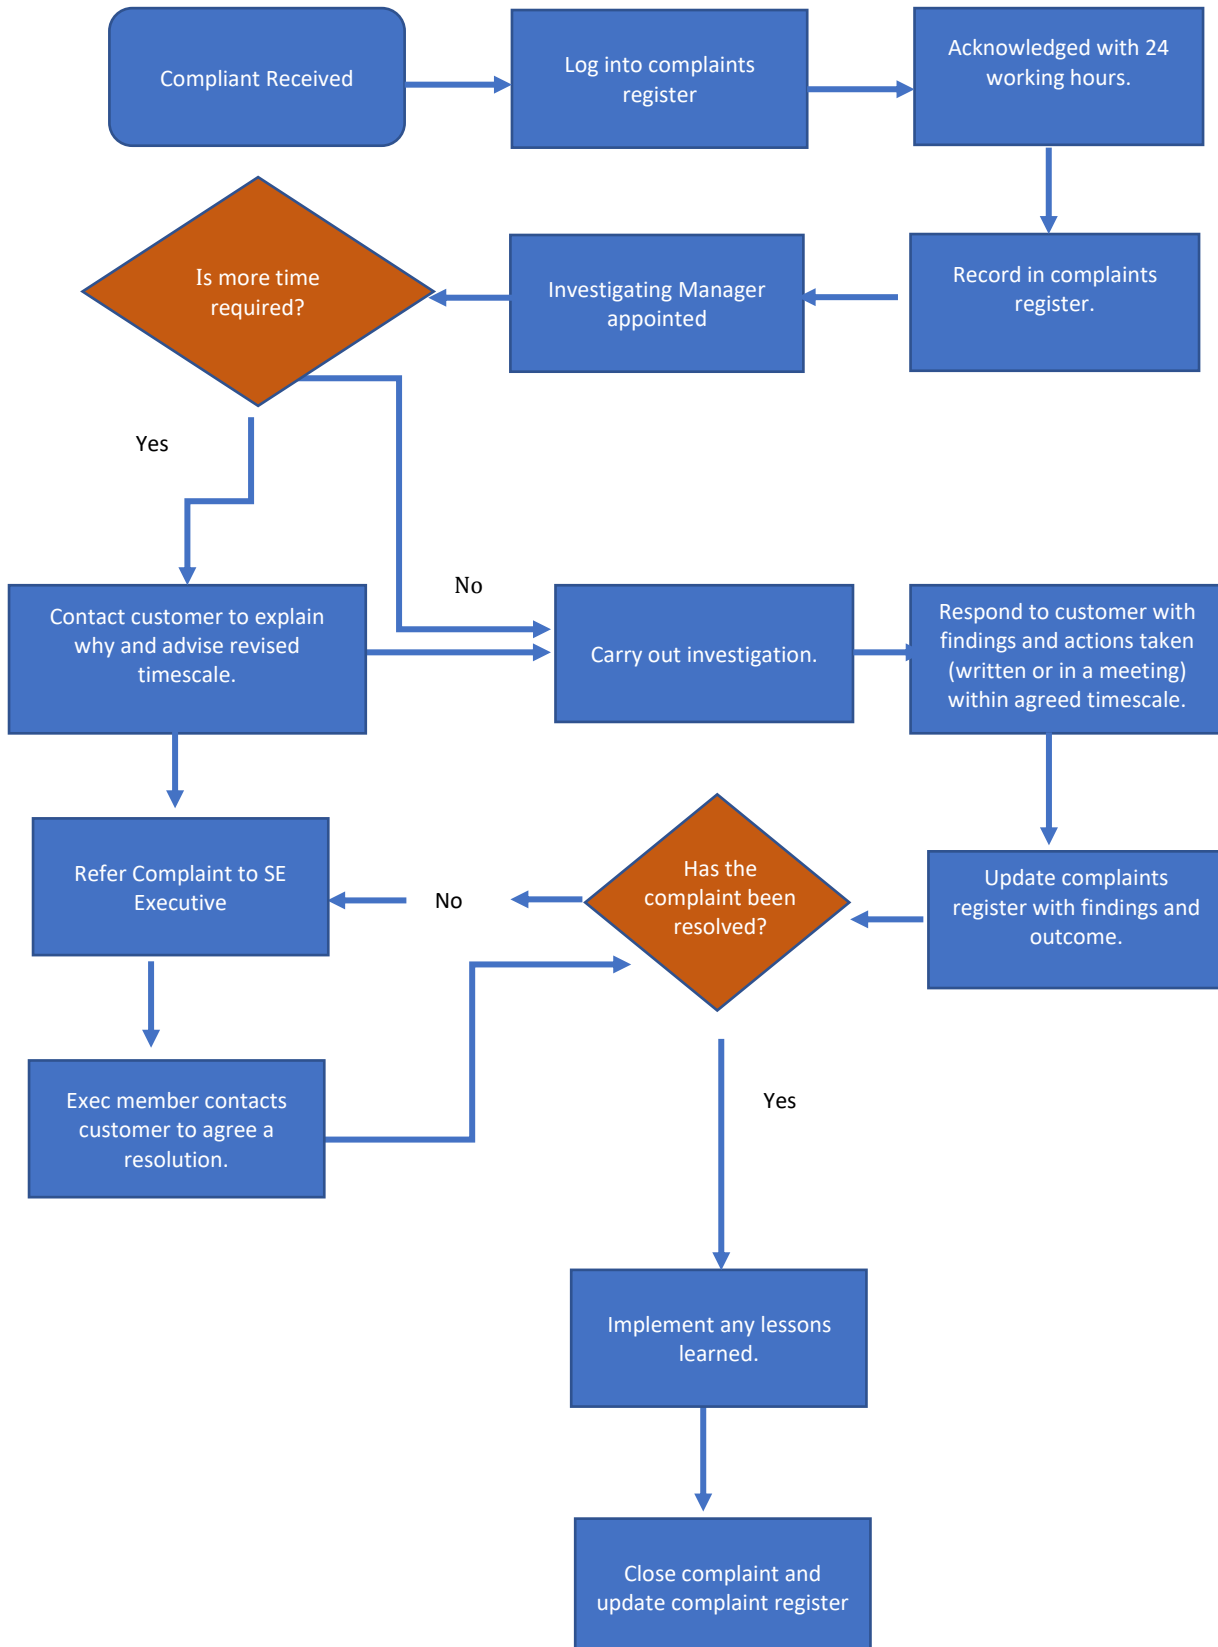 Compliant Received
Log into complaints
register
Acknowledged with 24
working hours.
Is more time
required?
Investigating Manager
appointed
Record in complaints
register.
Yes
No
Contact customer to explain
why and advise revised
timescale.
Carry out investigation.
Respond to customer with
findings and actions taken
(written or in a meeting)
within agreed timescale.
Refer Complaint to SE
Executive
No
Has the
complaint been
resolved?
Update complaints
register with findings and
outcome.
Exec member contacts
customer to agree a
resolution.
Yes
Implement any lessons
learned.
Close complaint and
update complaint register